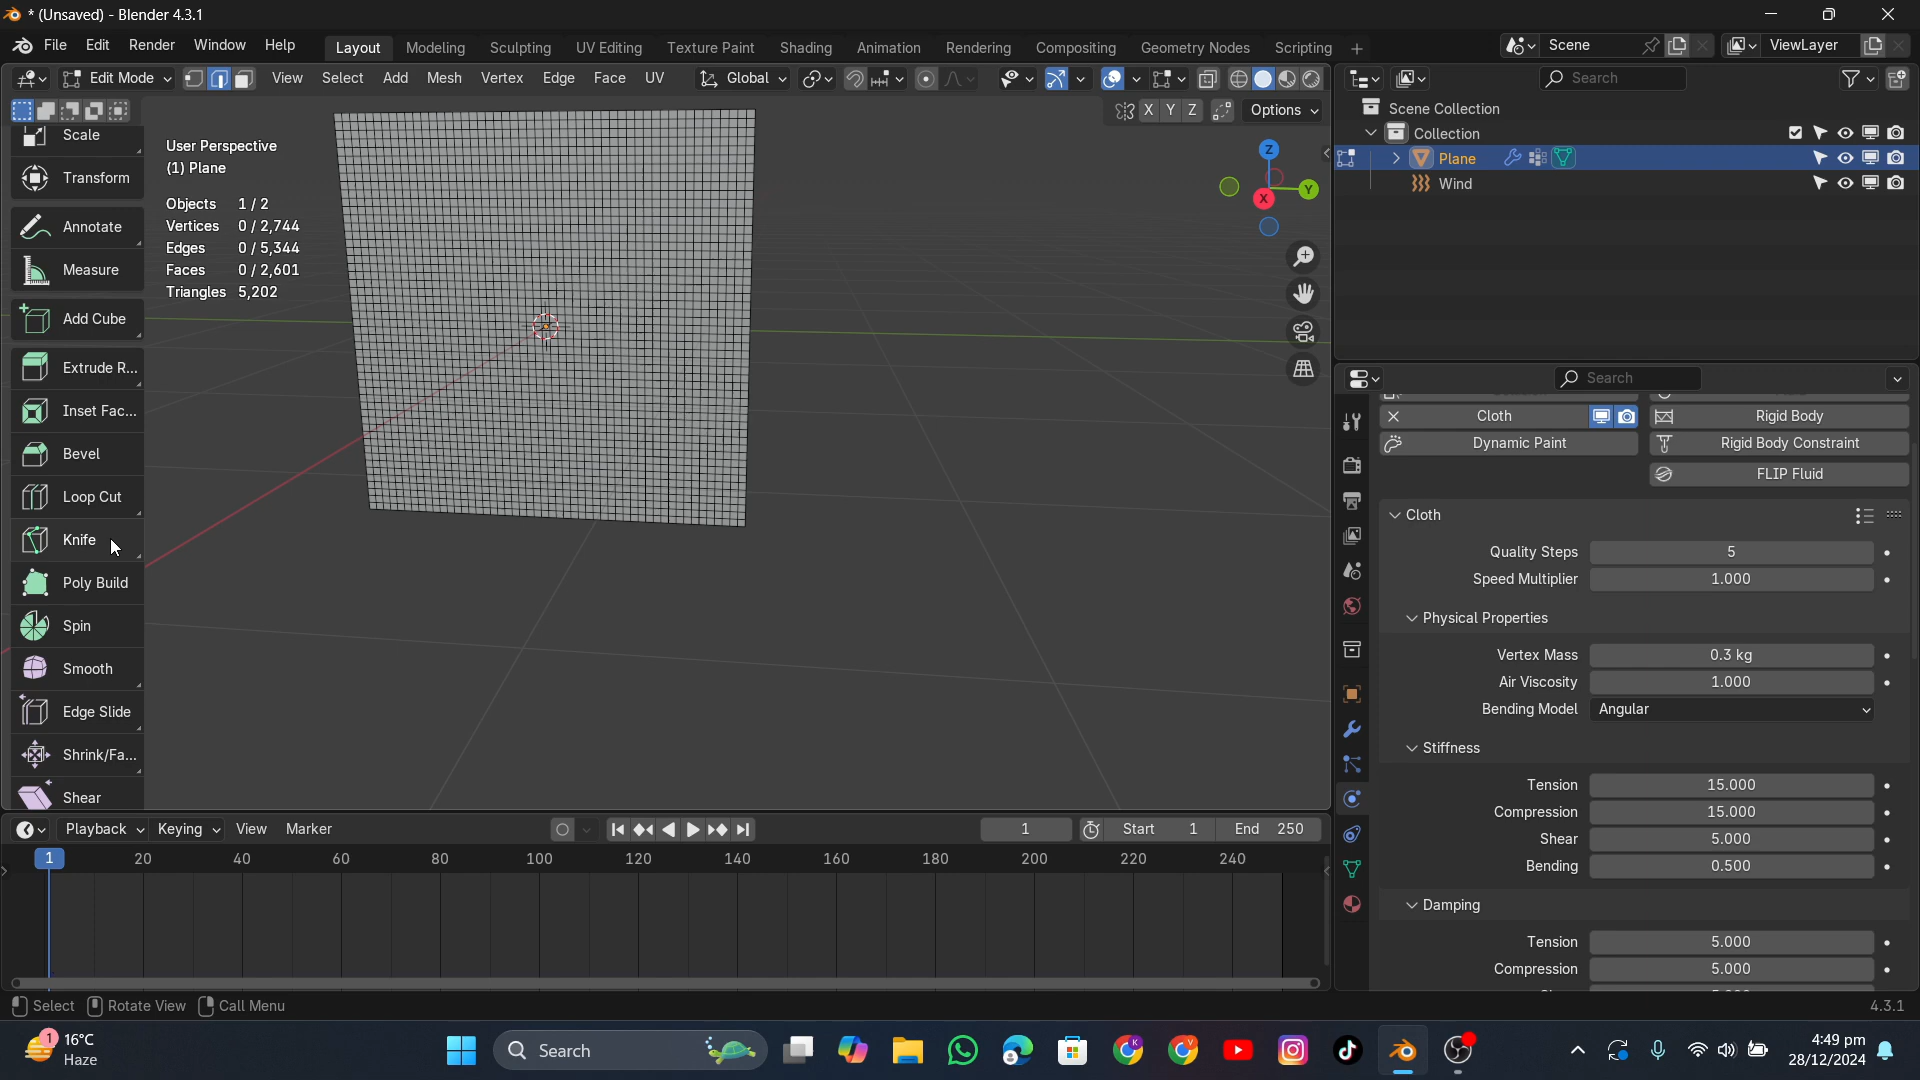 * (Unsaved) - Blender 4.3.1
File Edit Render Window Help
Layout Modeling Sculpting UV Editing Texture Paint Shading Animation Rendering Compositing Geometry Nodes Scripting +
Scene
ViewLayer
Edit Mode View Select Add Mesh Vertex Edge Face UV Global
Search
X Y Z Options
Scale
Transform
Annotate
Measure
Add Cube
Extrude R...
Inset Fac...
Bevel
Loop Cut
Knife
Poly Build
Spin
Smooth
Edge Slide
Shrink/Fa...
Shear
User Perspective
(1) Plane
Objects 1/2
Vertices 0/2,744
Edges 0/5,344
Faces 0/2,601
Triangles 5,202
Z
Y
X
Scene Collection
Collection
Plane
Wind
Search
Cloth
Rigid Body
Dynamic Paint
Rigid Body Constraint
FLIP Fluid
Cloth
Quality Steps 5
Speed Multiplier 1.000
Physical Properties
Vertex Mass 0.3 kg
Air Viscosity 1.000
Bending Model Angular
Stiffness
Tension 15.000
Compression 15.000
Shear 5.000
Bending 0.500
Damping
Tension 5.000
Compression 5.000
Playback Keying View Marker
1
Start 1 End 250
1 20 40 60 80 100 120 140 160 180 200 220 240
Select Rotate View Call Menu
4.3.1
1
16°C
Haze
Search
K
V
4:49 pm
28/12/2024